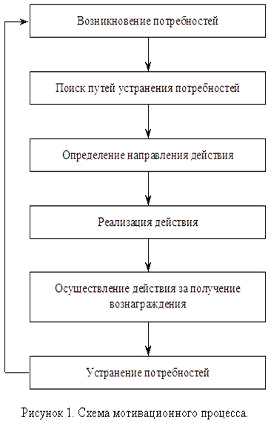 Возникновение потребностей
Поиск путей устранения потребностей
Определение направления действия
Реализация действия
Осуществление действия за получение
вознаграждения
Устранение потребностей
Рисунок 1. Схема мотивационного процесса.